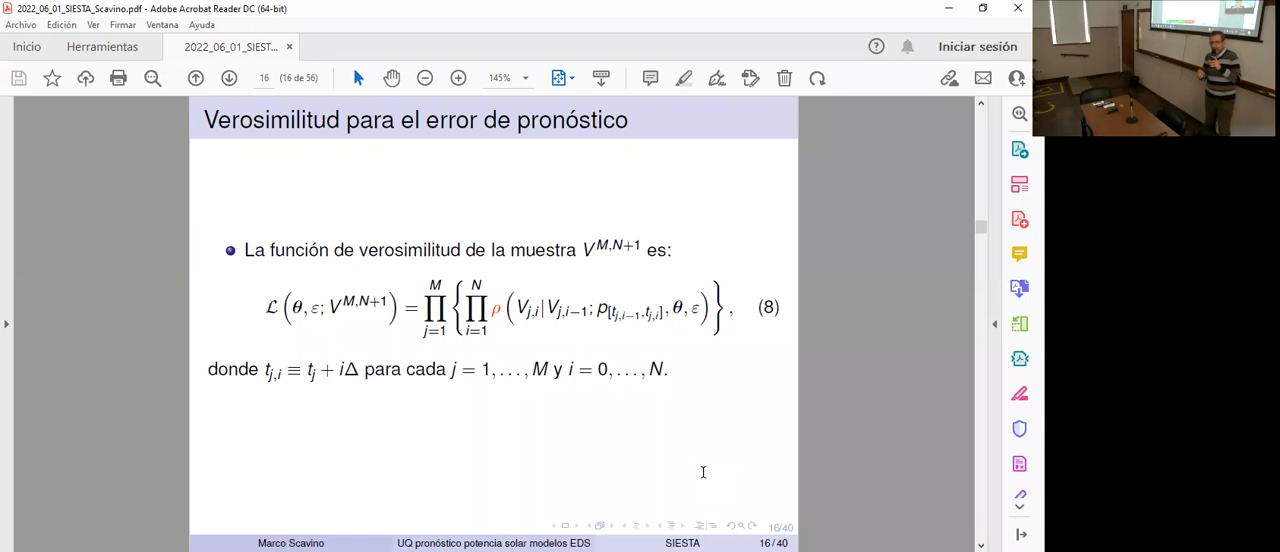 2022_06_01_SIESTA_Scavino.pdf - Adobe Acrobat Reader DC (64-bit)
Archivo Edición Ver Firmar Ventana Ayuda
Inicio Herramientas 2022_06_01_SIEST... × Iniciar sesión
16 (16 de 56) 145%
Verosimilitud para el error de pronóstico
La función de verosimilitud de la muestra V^{M,N+1} es:
ℒ(θ, ε; V^{M,N+1}) = ∏_{j=1}^{M} { ∏_{i=1}^{N} ρ(V_{j,i}|V_{j,i−1}; p_{[t_{j,i−1},t_{j,i}]}, θ, ε) }, (8)
donde t_{j,i} ≡ t_j + iΔ para cada j = 1, . . . , M y i = 0, . . . , N.
16/40
Marco Scavino UQ pronóstico potencia solar modelos EDS SIESTA 16 / 40